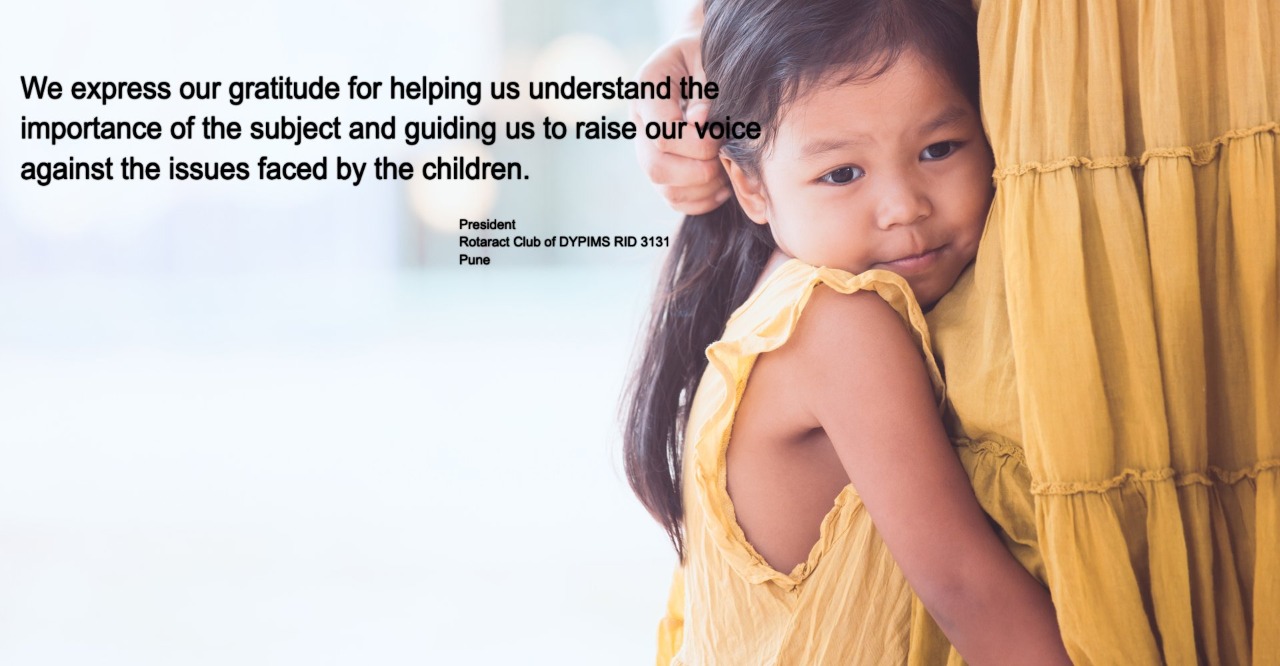 We express our gratitude for helping us understand the
importance of the subject and guiding us to raise our voice
against the issues faced by the children.
President
Rotaract Club of DYPIMS RID 3131
Pune